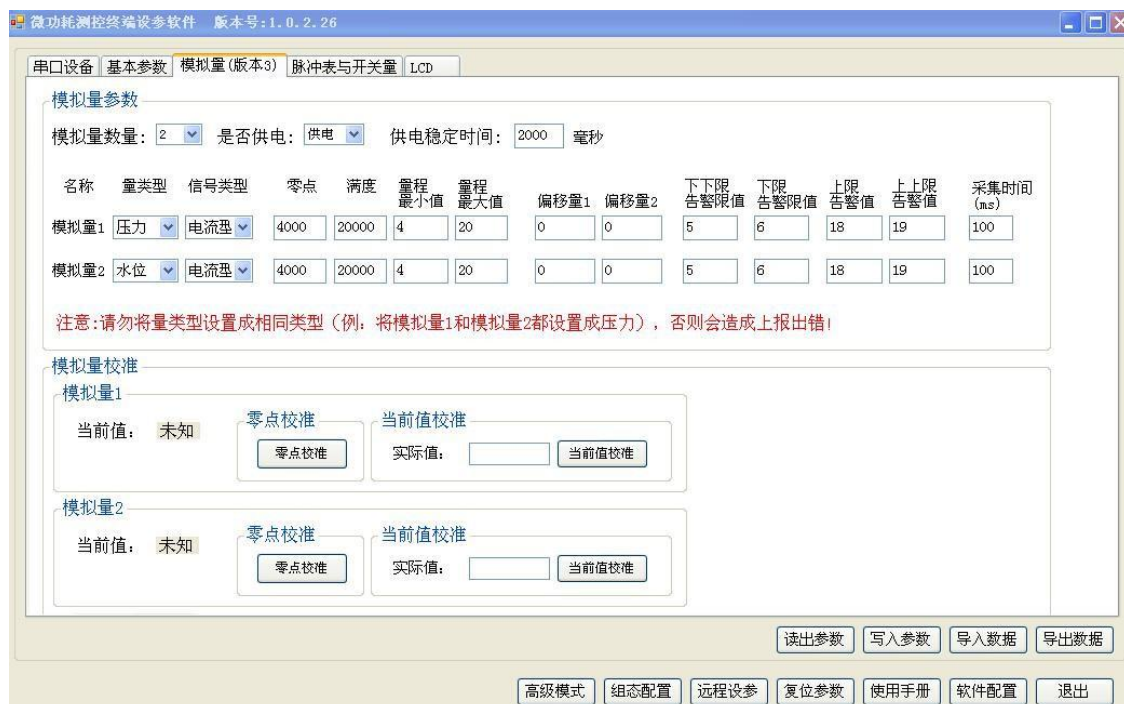 微功耗测控终端设参软件 版本号:1.0.2.26
串口设备 基本参数 模拟量(版本3) 脉冲表与开关量 LCD
模拟量参数
模拟量数量: 2 是否供电: 供电 供电稳定时间: 2000 毫秒
名称 量类型 信号类型 零点 满度 量程最小值 量程最大值 偏移量1 偏移量2 下下限告警限值 下限告警限值 上限告警值 上上限告警值 采集时间(ms)
模拟量1 压力 电流型 4000 20000 4 20 0 0 5 6 18 19 100
模拟量2 水位 电流型 4000 20000 4 20 0 0 5 6 18 19 100
注意:请勿将量类型设置成相同类型（例: 将模拟量1和模拟量2都设置成压力）, 否则会造成上报出错!
模拟量校准
模拟量1
零点校准 当前值校准
当前值: 未知 零点校准 实际值: 当前值校准
模拟量2
零点校准 当前值校准
当前值: 未知 零点校准 实际值: 当前值校准
读出参数 写入参数 导入数据 导出数据
高级模式 组态配置 远程设参 复位参数 使用手册 软件配置 退出